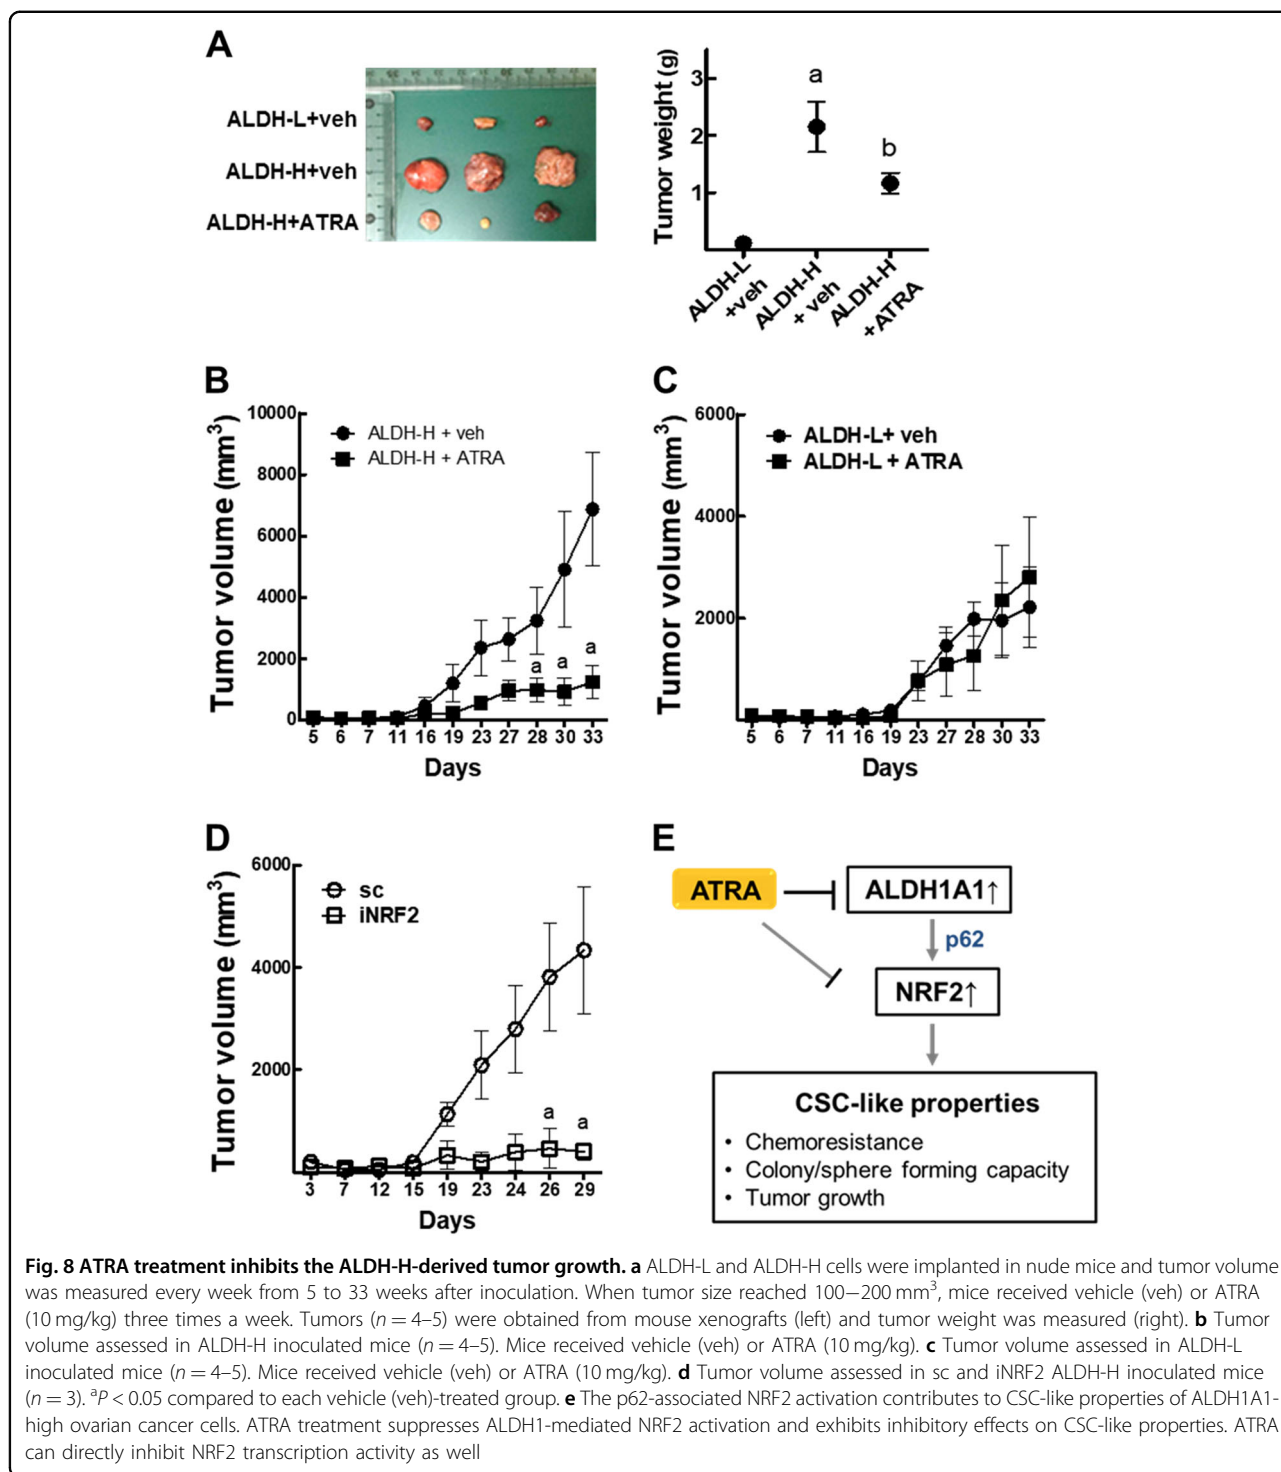 A
ALDH-L+veh
ALDH-H+veh
ALDH-H+ATRA
Tumor weight (g)
3
2
1
a
b
ALDH-L
+veh
ALDH-H
+ veh
ALDH-H
+ATRA
B
Tumor volume (mm³)
10000
8000
6000
4000
2000
0
ALDH-H + veh
ALDH-H + ATRA
a a a
5 6 7 11 16 19 23 27 28 30 33
Days
C
Tumor volume (mm³)
6000
4000
2000
ALDH-L+ veh
ALDH-L + ATRA
5 6 7 11 16 19 23 27 28 30 33
Days
D
Tumor volume (mm³)
6000
4000
2000
sc
iNRF2
a a
3 7 12 15 19 23 24 26 29
Days
E
ATRA
ALDH1A1↑
p62
NRF2↑
CSC-like properties
• Chemoresistance
• Colony/sphere forming capacity
• Tumor growth
Fig. 8 ATRA treatment inhibits the ALDH-H-derived tumor growth. a ALDH-L and ALDH-H cells were implanted in nude mice and tumor volume
was measured every week from 5 to 33 weeks after inoculation. When tumor size reached 100−200 mm³, mice received vehicle (veh) or ATRA
(10 mg/kg) three times a week. Tumors (n = 4–5) were obtained from mouse xenografts (left) and tumor weight was measured (right). b Tumor
volume assessed in ALDH-H inoculated mice (n = 4–5). Mice received vehicle (veh) or ATRA (10 mg/kg). c Tumor volume assessed in ALDH-L
inoculated mice (n = 4–5). Mice received vehicle (veh) or ATRA (10 mg/kg). d Tumor volume assessed in sc and iNRF2 ALDH-H inoculated mice
(n = 3). ᵃP < 0.05 compared to each vehicle (veh)-treated group. e The p62-associated NRF2 activation contributes to CSC-like properties of ALDH1A1-
high ovarian cancer cells. ATRA treatment suppresses ALDH1-mediated NRF2 activation and exhibits inhibitory effects on CSC-like properties. ATRA
can directly inhibit NRF2 transcription activity as well